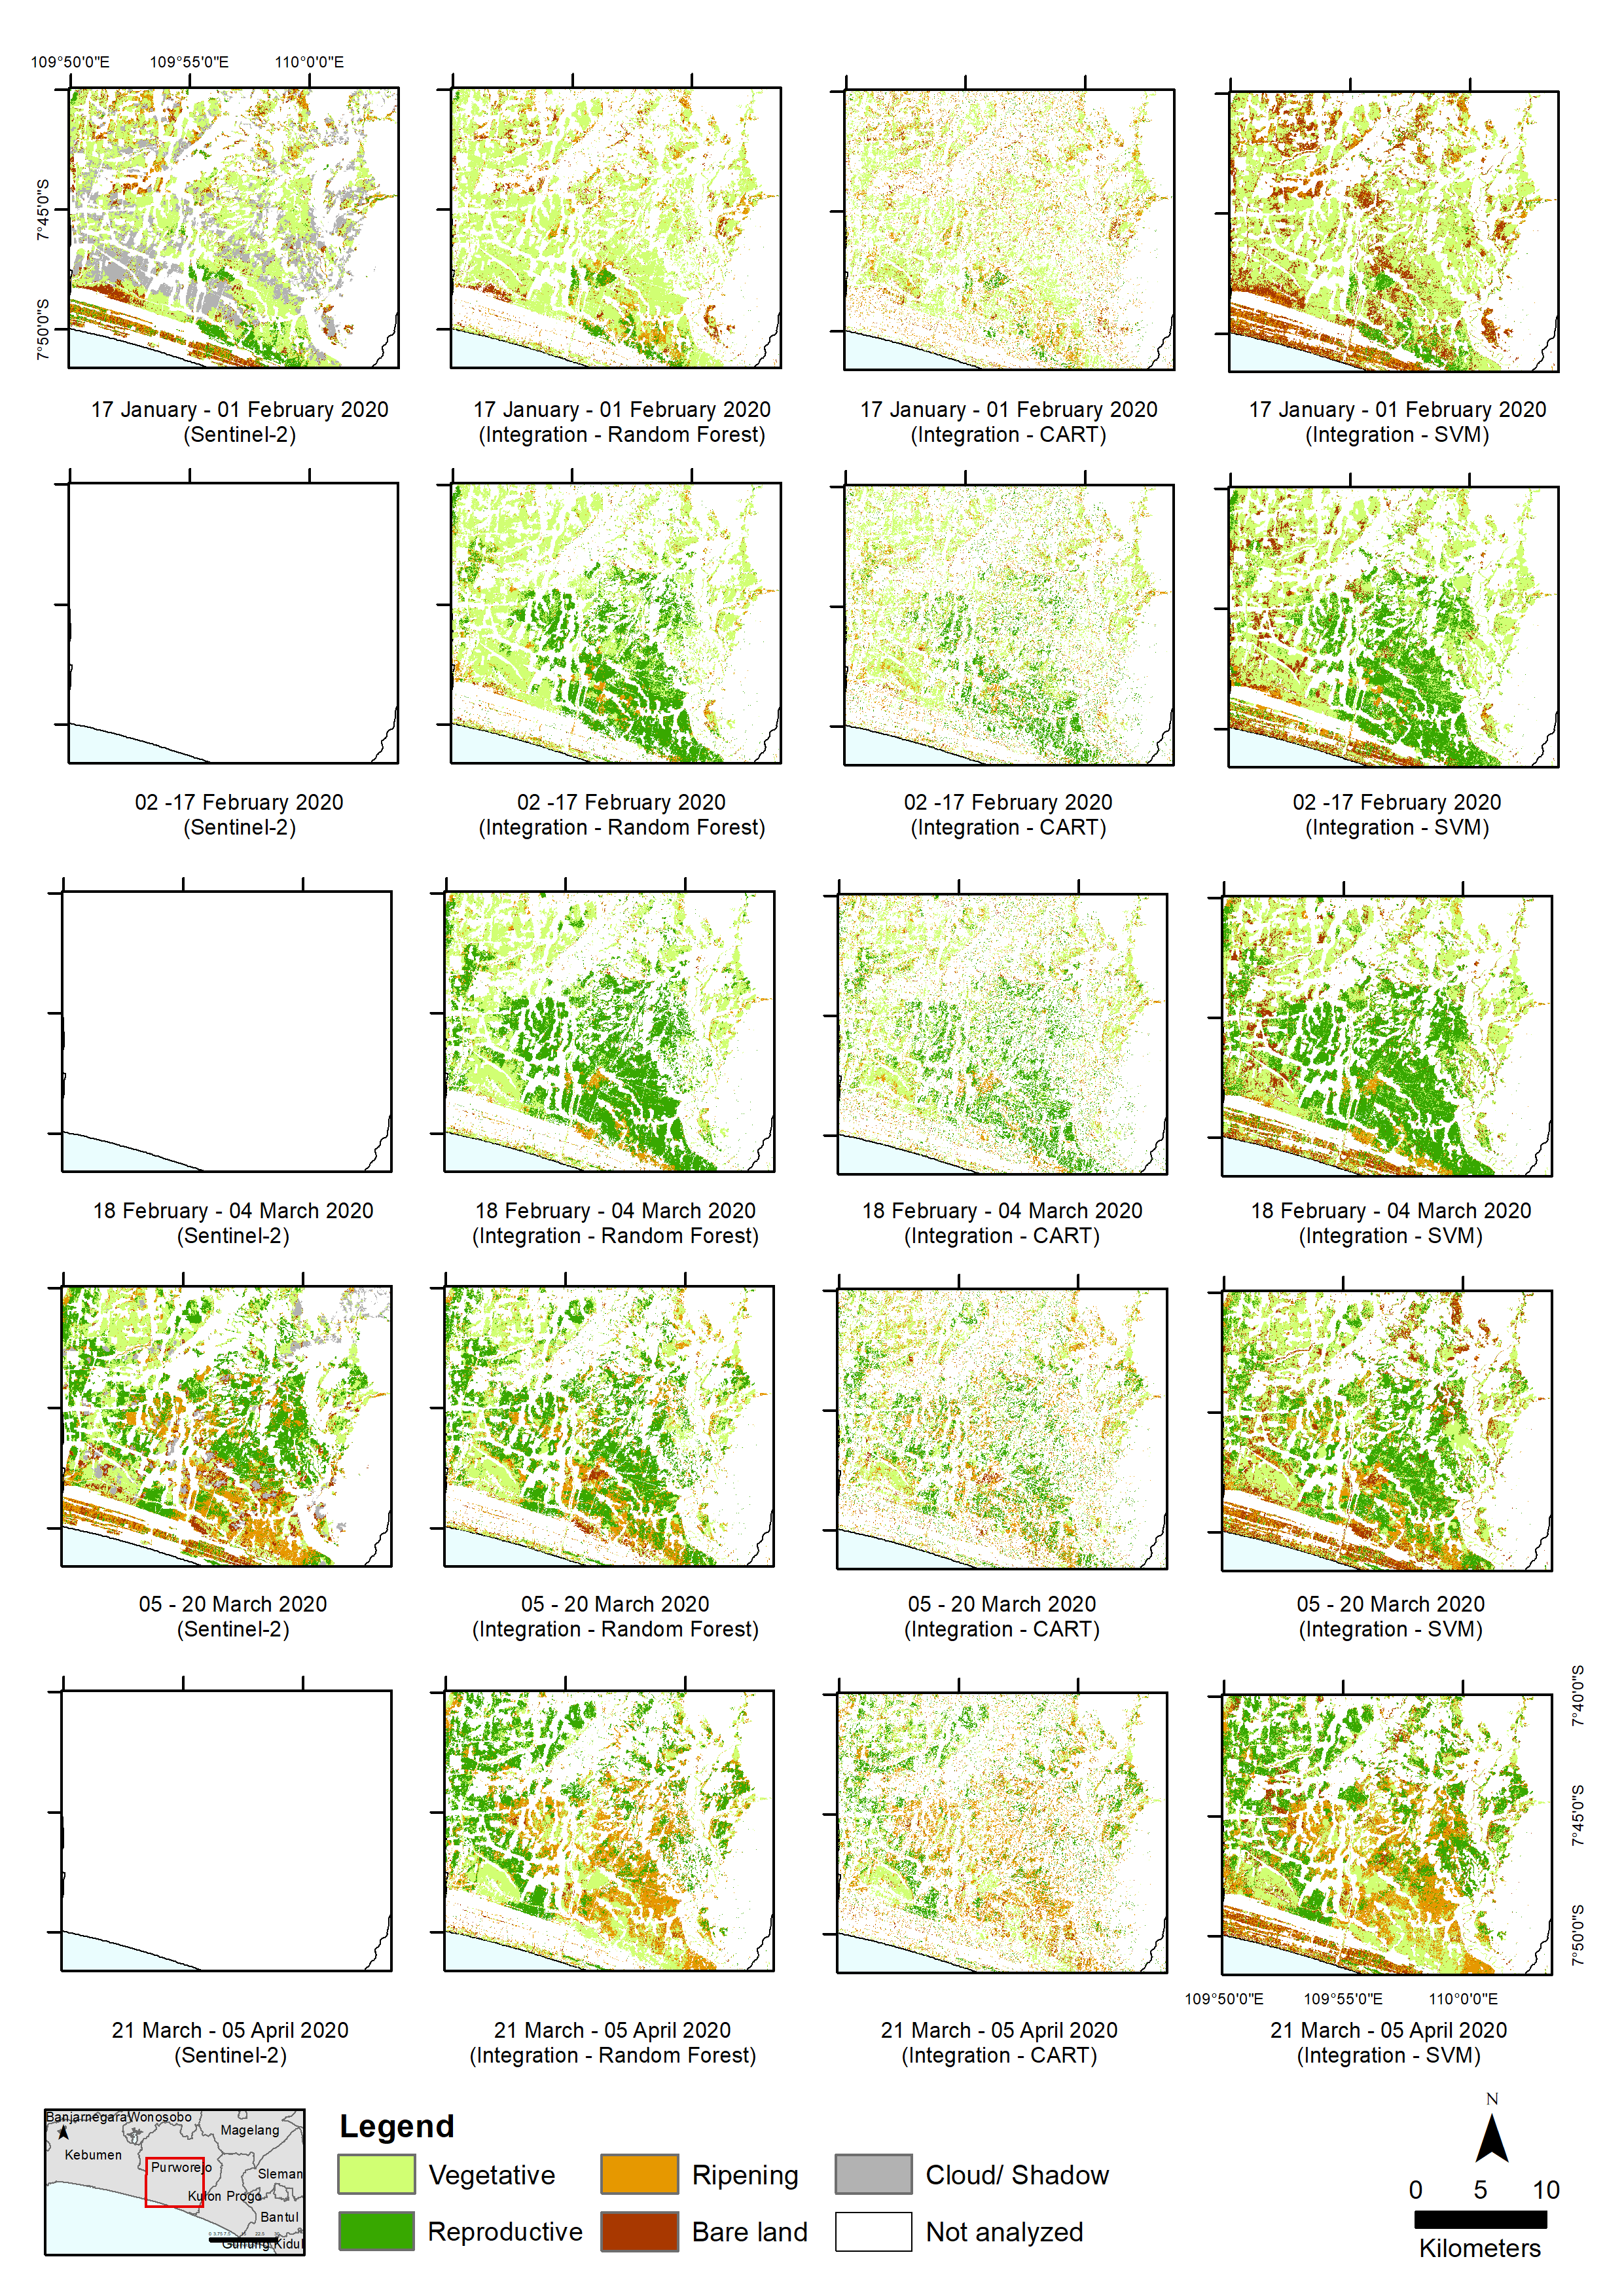 109°50'0"E 109°55'0"E 110°0'0"E
7°45'0"S
7°50'0"S
17 January - 01 February 2020
(Sentinel-2)
17 January - 01 February 2020
(Integration - Random Forest)
17 January - 01 February 2020
(Integration - CART)
17 January - 01 February 2020
(Integration - SVM)
02 -17 February 2020
(Sentinel-2)
02 -17 February 2020
(Integration - Random Forest)
02 -17 February 2020
(Integration - CART)
02 -17 February 2020
(Integration - SVM)
18 February - 04 March 2020
(Sentinel-2)
18 February - 04 March 2020
(Integration - Random Forest)
18 February - 04 March 2020
(Integration - CART)
18 February - 04 March 2020
(Integration - SVM)
05 - 20 March 2020
(Sentinel-2)
05 - 20 March 2020
(Integration - Random Forest)
05 - 20 March 2020
(Integration - CART)
05 - 20 March 2020
(Integration - SVM)
7°40'0"S
7°45'0"S
7°50'0"S
109°50'0"E 109°55'0"E 110°0'0"E
21 March - 05 April 2020
(Sentinel-2)
21 March - 05 April 2020
(Integration - Random Forest)
21 March - 05 April 2020
(Integration - CART)
21 March - 05 April 2020
(Integration - SVM)
Banjarnegara Wonosobo
Magelang
Kebumen
Purworejo
Sleman
Kulon Progo
Bantul
Gunung Kidul
Legend
Vegetative
Ripening
Cloud/ Shadow
Reproductive
Bare land
Not analyzed
N
0 5 10
Kilometers